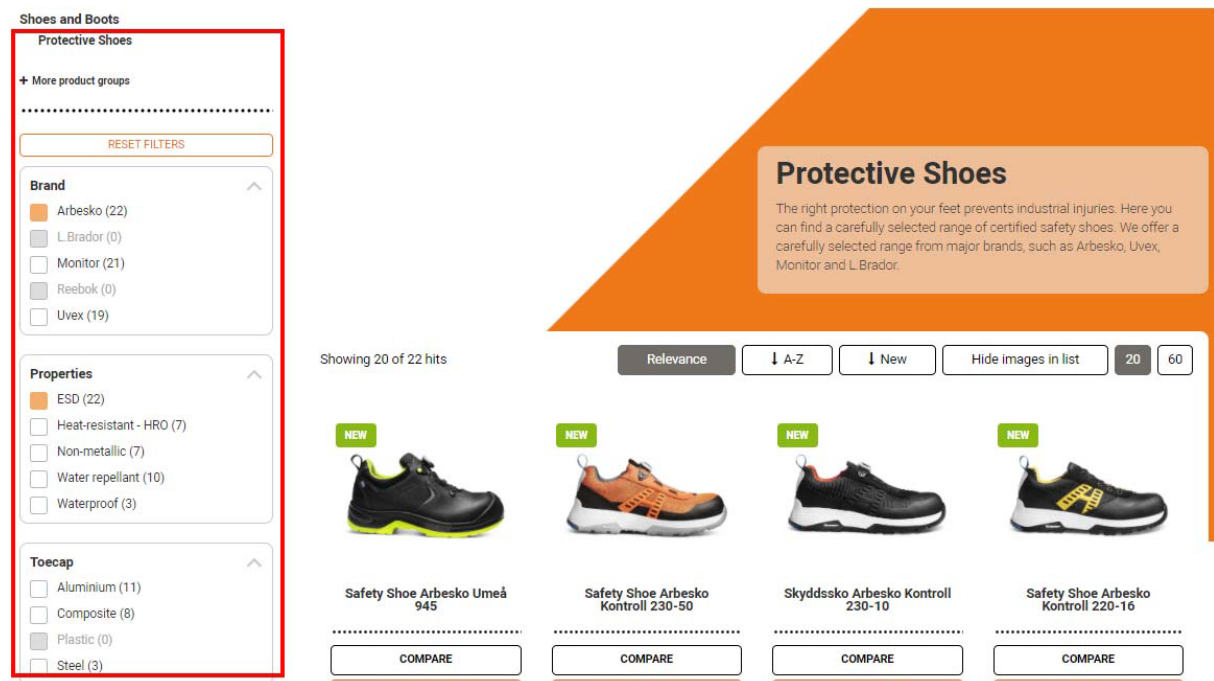 Shoes and Boots
Protective Shoes
+ More product groups
RESET FILTERS
Brand
Arbesko (22)
L.Brador (0)
Monitor (21)
Reebok (0)
Uvex (19)
Properties
ESD (22)
Heat-resistant - HRO (7)
Non-metallic (7)
Water repellant (10)
Waterproof (3)
Toecap
Aluminium (11)
Composite (8)
Plastic (0)
Steel (3)
Protective Shoes
The right protection on your feet prevents industrial injuries. Here you
can find a carefully selected range of certified safety shoes. We offer a
carefully selected range from major brands, such as Arbesko, Uvex,
Monitor and L.Brador.
Showing 20 of 22 hits
Relevance
A-Z
New
Hide images in list
20
60
NEW
NEW
NEW
NEW
Safety Shoe Arbesko Umeå
945
Safety Shoe Arbesko
Kontroll 230-50
Skyddssko Arbesko Kontroll
230-10
Safety Shoe Arbesko
Kontroll 220-16
COMPARE
COMPARE
COMPARE
COMPARE